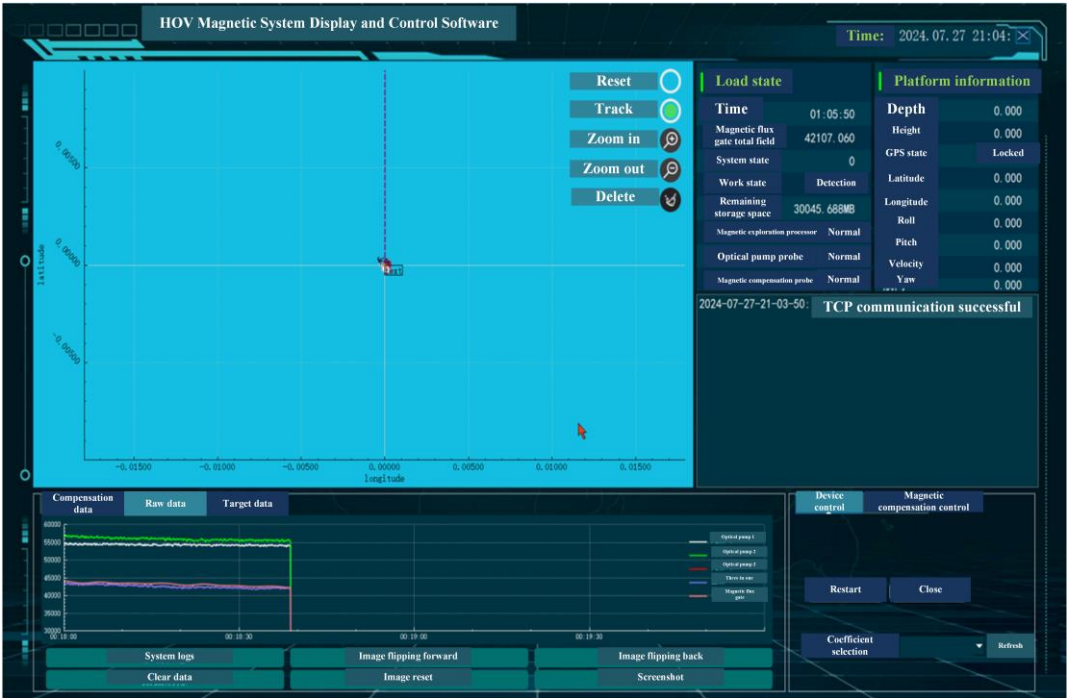 HOV Magnetic System Display and Control Software
Time: 2024.07.27 21:04:
Reset
Track
Zoom in
Zoom out
Delete
0.00500
0.00000
-0.00500
latitude
-0.01500 -0.01000 -0.00500 0.00000 0.00500 0.01000 0.01500
longitude
Load state
Time 01:05:50
Magnetic flux
gate total field 42107.060
System state 0
Work state Detection
Remaining
storage space 30045.688MB
Magnetic exploration processor Normal
Optical pump probe Normal
Magnetic compensation probe Normal
Platform information
Depth 0.000
Height 0.000
GPS state Locked
Latitude 0.000
Longitude 0.000
Roll 0.000
Pitch 0.000
Velocity 0.000
Yaw 0.000
2024-07-27-21-03-50: TCP communication successful
Compensation
data
Raw data
Target data
60000
55000
50000
45000
40000
35000
30000
00:18:00 00:18:30 00:19:00 00:19:30
Optical pump 1
Optical pump 2
Optical pump 3
Three in one
Magnetic flux
gate
System logs
Image flipping forward
Image flipping back
Clear data
Image reset
Screenshot
Device
control
Magnetic
compensation control
Restart
Close
Coefficient
selection
Refresh